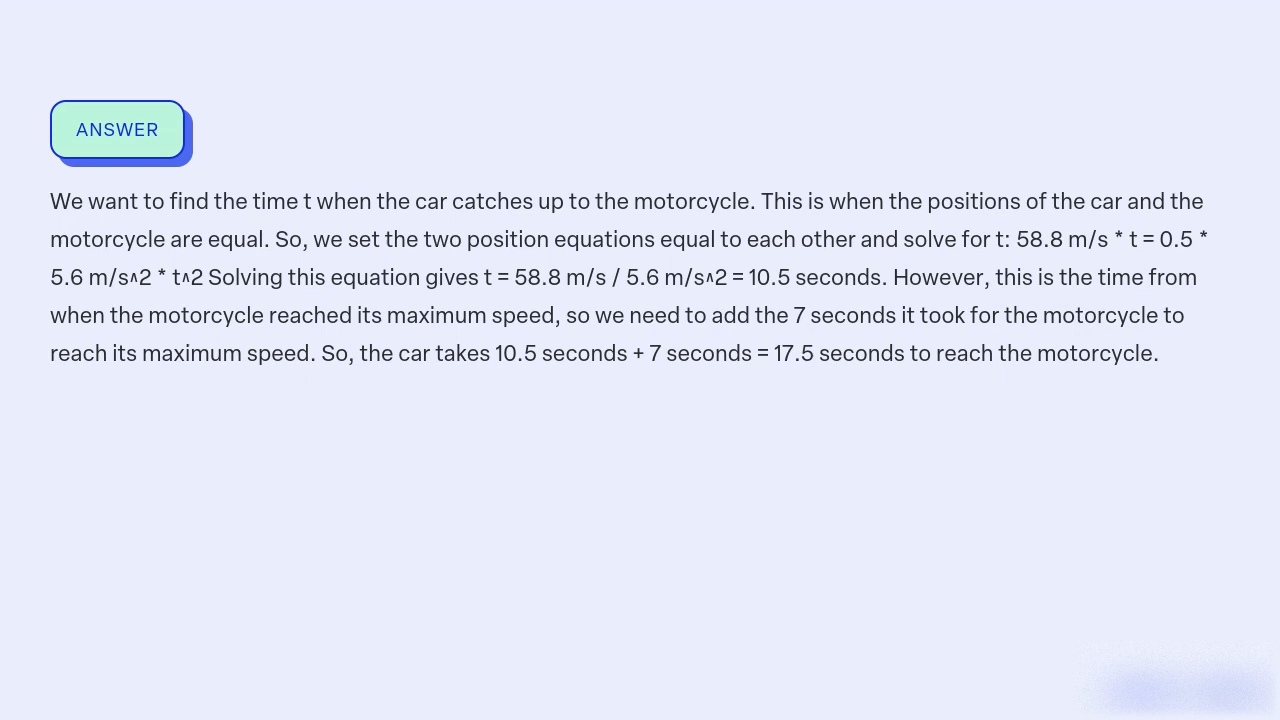 ANSWER
We want to find the time t when the car catches up to the motorcycle. This is when the positions of the car and the
motorcycle are equal. So, we set the two position equations equal to each other and solve for t: 58.8 m/s * t = 0.5 *
5.6 m/s^2 * t^2 Solving this equation gives t = 58.8 m/s / 5.6 m/s^2 = 10.5 seconds. However, this is the time from
when the motorcycle reached its maximum speed, so we need to add the 7 seconds it took for the motorcycle to
reach its maximum speed. So, the car takes 10.5 seconds + 7 seconds = 17.5 seconds to reach the motorcycle.